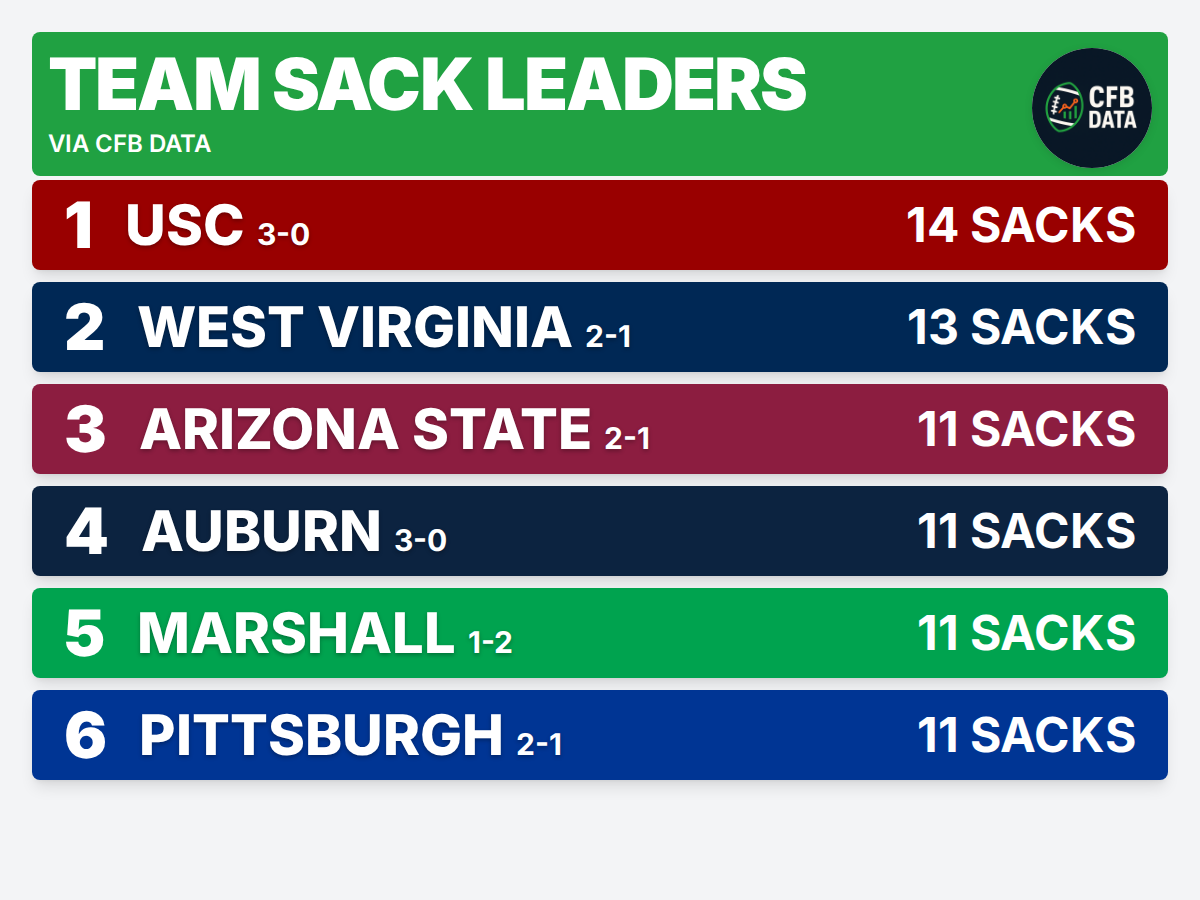 TEAM SACK LEADERS
VIA CFB DATA
CFB
DATA
1 USC 3-0 14 SACKS
2 WEST VIRGINIA 2-1 13 SACKS
3 ARIZONA STATE 2-1 11 SACKS
4 AUBURN 3-0 11 SACKS
5 MARSHALL 1-2 11 SACKS
6 PITTSBURGH 2-1 11 SACKS